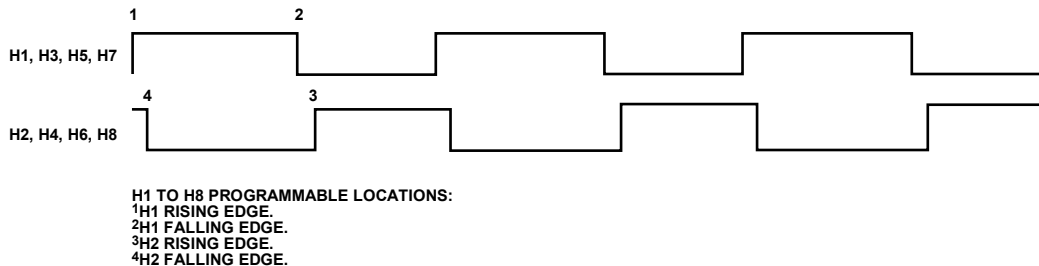 1 2
H1, H3, H5, H7
4 3
H2, H4, H6, H8
H1 TO H8 PROGRAMMABLE LOCATIONS:
1H1 RISING EDGE.
2H1 FALLING EDGE.
3H2 RISING EDGE.
4H2 FALLING EDGE.